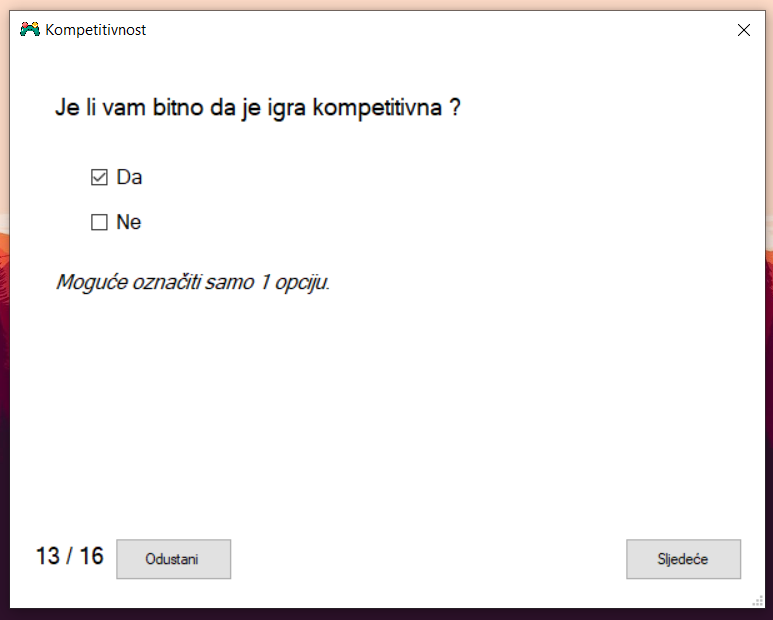 Kompetitivnost
Je li vam bitno da je igra kompetitivna ?
Da
Ne
Moguće označiti samo 1 opciju.
13 / 16
Odustani
Sljedeće